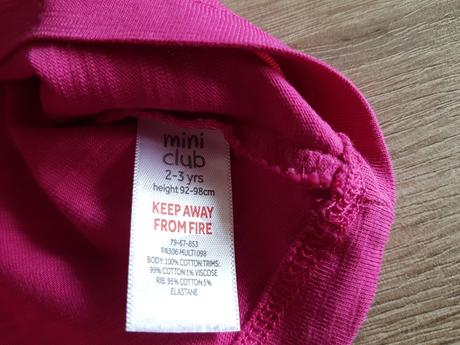 mini
club
2-3 yrs
height 92-98cm
KEEP AWAY
FROM FIRE
79-67-853
PA306 MULTI 098
BODY: 100% COTTON TRIMS:
99% COTTON 1% VISCOSE
RIB: 95% COTTON 5%
ELASTANE